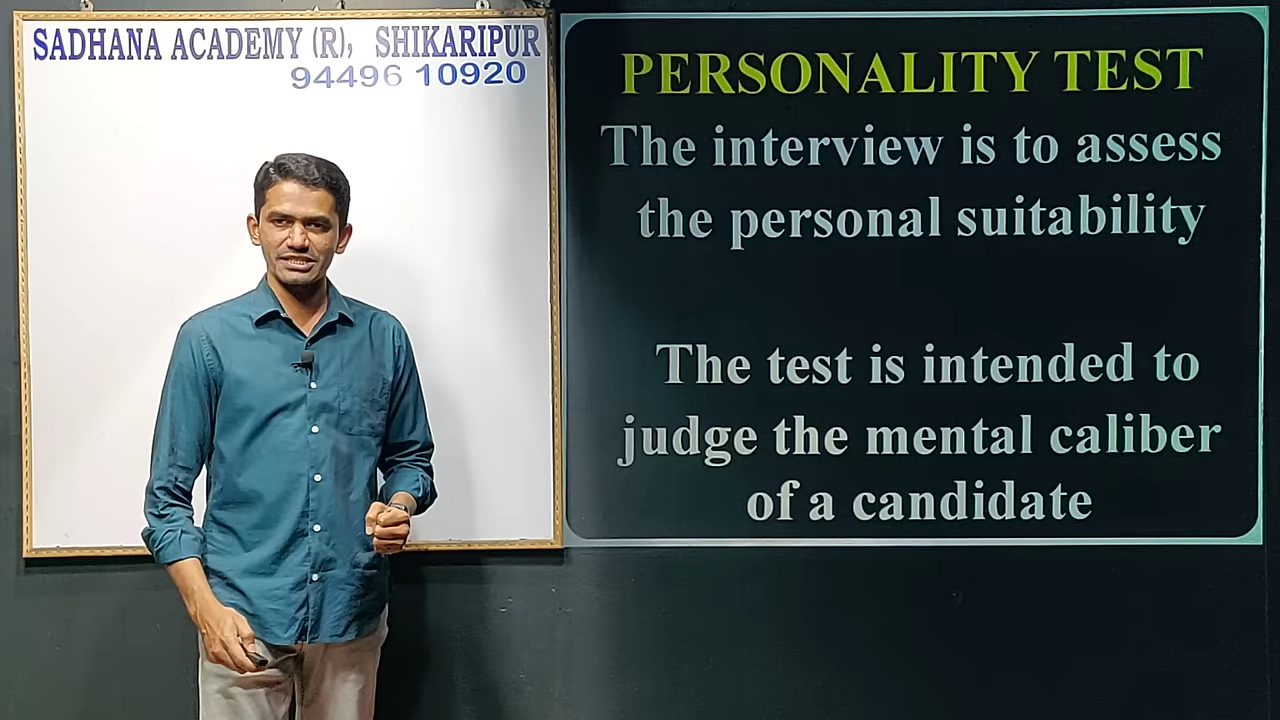 SADHANA ACADEMY (R), SHIKARIPUR
94496 10920
PERSONALITY TEST
The interview is to assess
the personal suitability
The test is intended to
judge the mental caliber
of a candidate